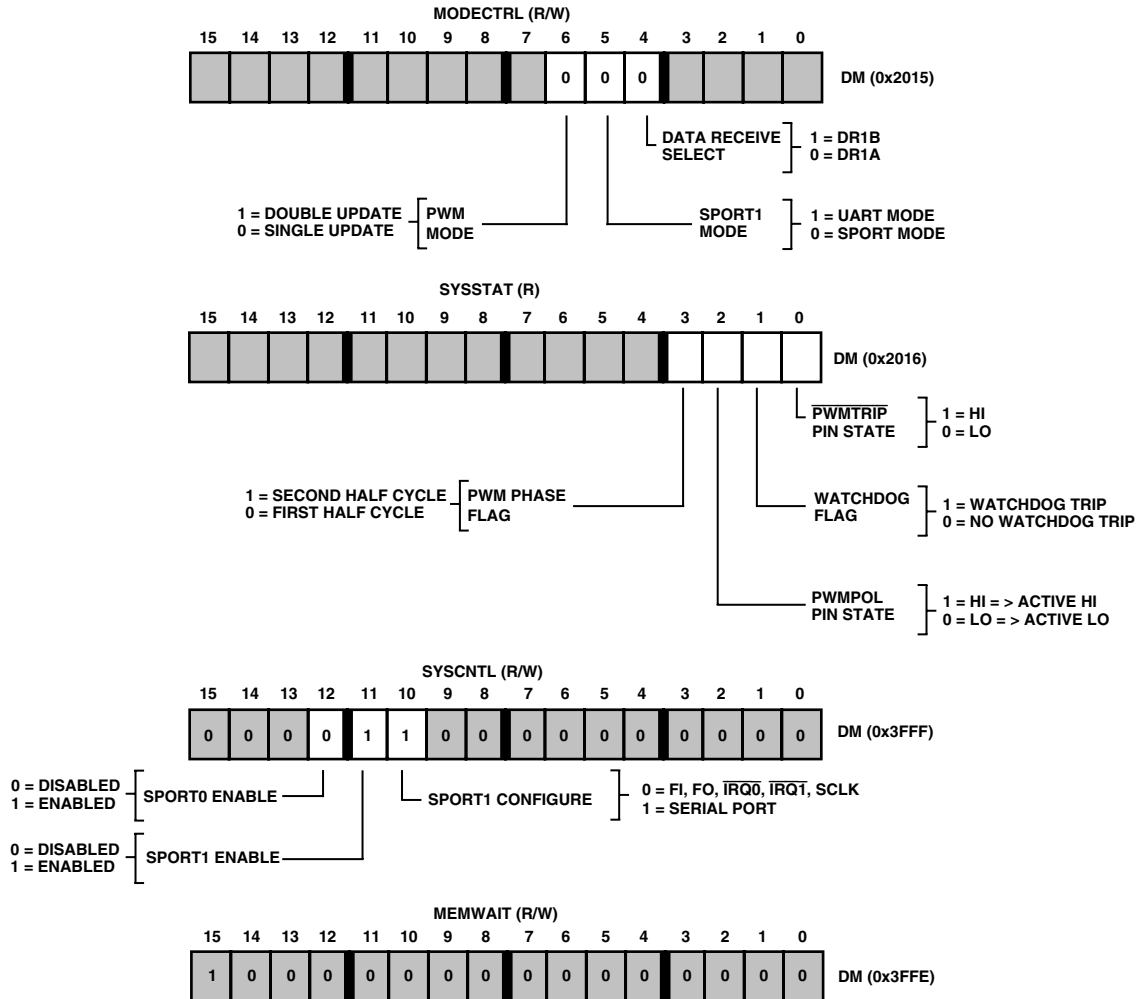 MODECTRL (R/W)
15 14 13 12 11 10 9 8 7 6 5 4 3 2 1 0
0 0 0 DM (0x2015)
DATA RECEIVE SELECT 1 = DR1B
0 = DR1A
1 = DOUBLE UPDATE
0 = SINGLE UPDATE
PWM
MODE
SPORT1
MODE
1 = UART MODE
0 = SPORT MODE
SYSSTAT (R)
15 14 13 12 11 10 9 8 7 6 5 4 3 2 1 0
DM (0x2016)
PWMTRIP
PIN STATE
1 = HI
0 = LO
1 = SECOND HALF CYCLE
0 = FIRST HALF CYCLE
PWM PHASE
FLAG
WATCHDOG
FLAG
1 = WATCHDOG TRIP
0 = NO WATCHDOG TRIP
PWMPOL
PIN STATE
1 = HI = > ACTIVE HI
0 = LO = > ACTIVE LO
SYSCNTL (R/W)
15 14 13 12 11 10 9 8 7 6 5 4 3 2 1 0
0 0 0 0 1 1 0 0 0 0 0 0 0 0 0 0 DM (0x3FFF)
0 = DISABLED
1 = ENABLED
SPORT0 ENABLE
SPORT1 CONFIGURE
0 = FI, FO, IRQ0, IRQ1, SCLK
1 = SERIAL PORT
0 = DISABLED
1 = ENABLED
SPORT1 ENABLE
MEMWAIT (R/W)
15 14 13 12 11 10 9 8 7 6 5 4 3 2 1 0
1 0 0 0 0 0 0 0 0 0 0 0 0 0 0 0 DM (0x3FFE)